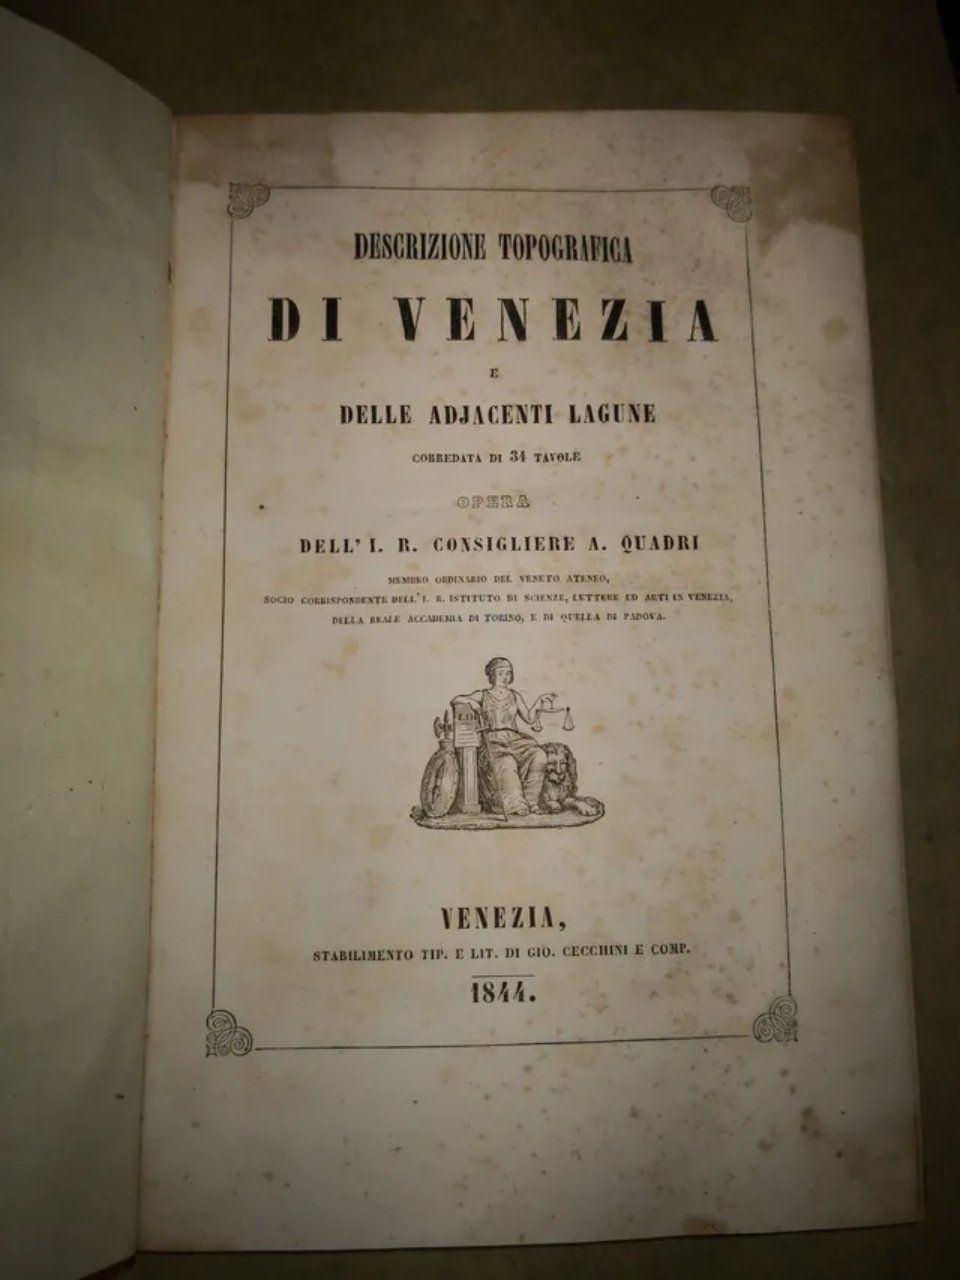 DESCRIZIONE TOPOGRAFICA
DI VENEZIA
E
DELLE ADJACENTI LAGUNE
CORREDATA DI 34 TAVOLE
OPERA
DELL' I. R. CONSIGLIERE A. QUADRI
MEMBRO ORDINARIO DEL VENETO ATENEO,
SOCIO CORRISPONDENTE DELL' I. R. ISTITUTO DI SCIENZE, LETTERE ED ARTI IN VENEZIA,
DELLA REALE ACCADEMIA DI TORINO, E DI QUELLA DI PADOVA.
VENEZIA,
STABILIMENTO TIP. E LIT. DI GIO. CECCHINI E COMP.
1844.